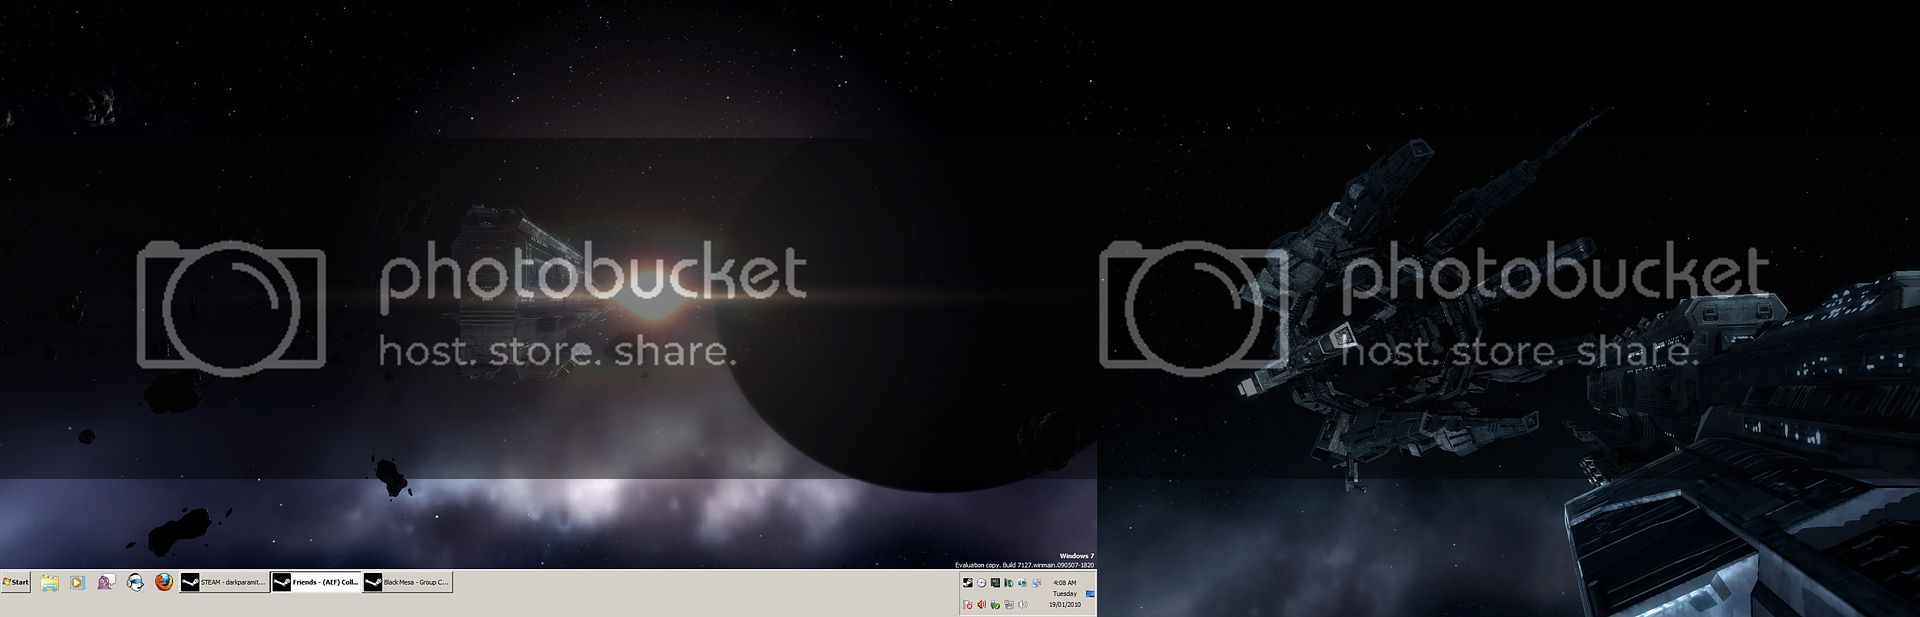 photobucket
host. store. share.
photobucket
host. store. share.
Windows 7
Evaluation copy. Build 7127.winmain.090507-1820
Start
STEAM - darkparamit...
Friends - (AEF) Coll...
Black Mesa - Group C...
4:08 AM
Tuesday
19/01/2010